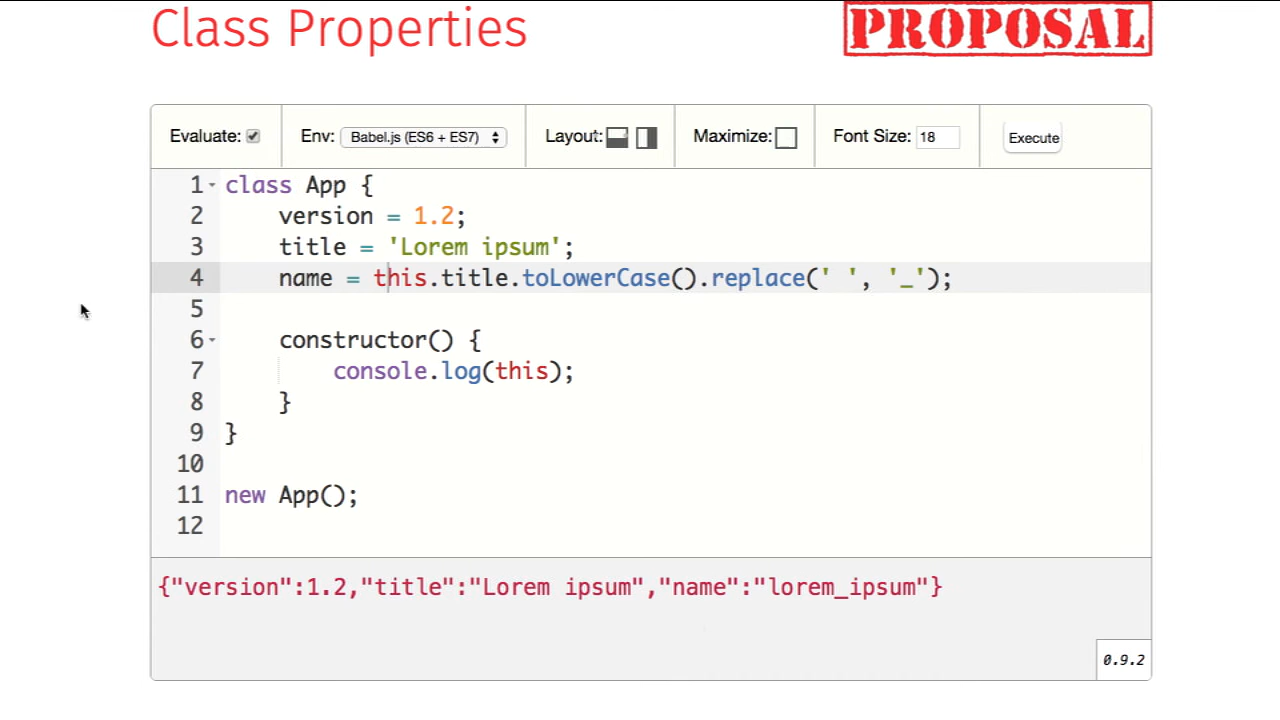 Class Properties
PROPOSAL
Evaluate: Env: Babel.js (ES6 + ES7) Layout: Maximize: Font Size: 18 Execute
1 class App {
2     version = 1.2;
3     title = 'Lorem ipsum';
4     name = this.title.toLowerCase().replace(' ', '_');
5
6     constructor() {
7         console.log(this);
8     }
9 }
10
11 new App();
12
{"version":1.2,"title":"Lorem ipsum","name":"lorem_ipsum"}
0.9.2